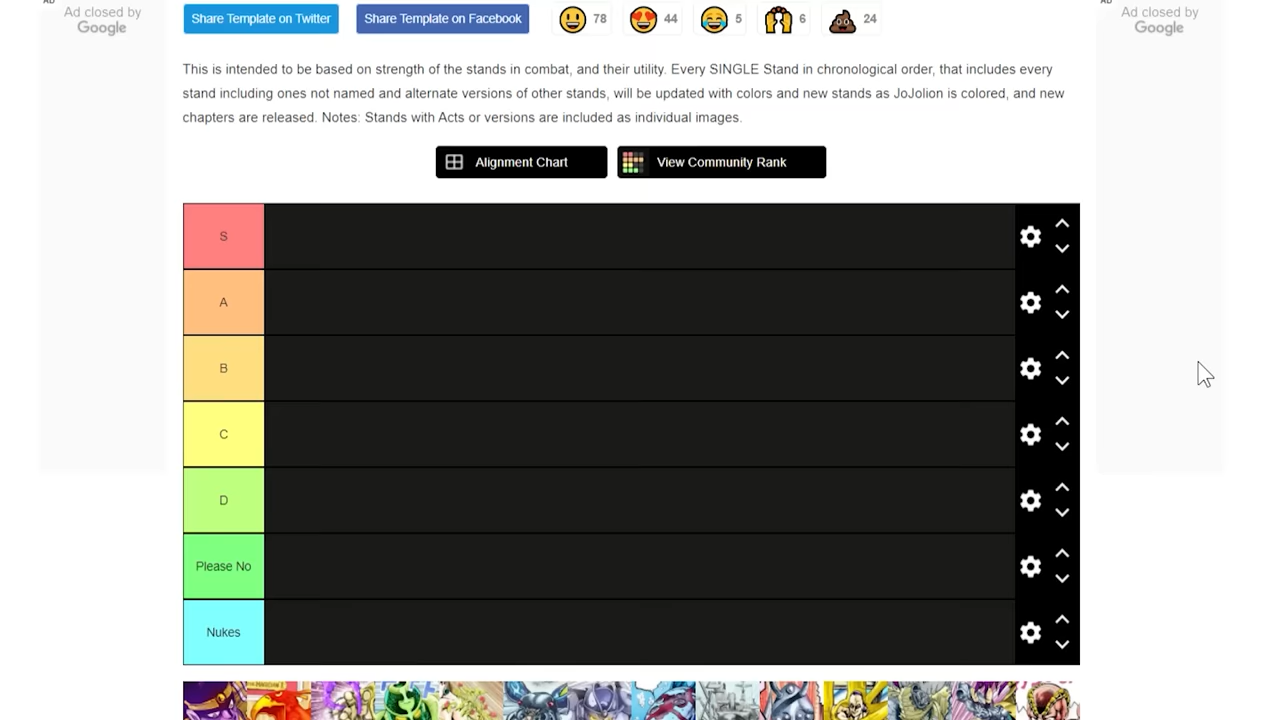 AD
Ad closed by
Google
Share Template on Twitter
Share Template on Facebook
78
44
5
6
24
AD
Ad closed by
Google
This is intended to be based on strength of the stands in combat, and their utility. Every SINGLE Stand in chronological order, that includes every
stand including ones not named and alternate versions of other stands, will be updated with colors and new stands as JoJolion is colored, and new
chapters are released. Notes: Stands with Acts or versions are included as individual images.
Alignment Chart
View Community Rank
S
A
B
C
D
Please No
Nukes